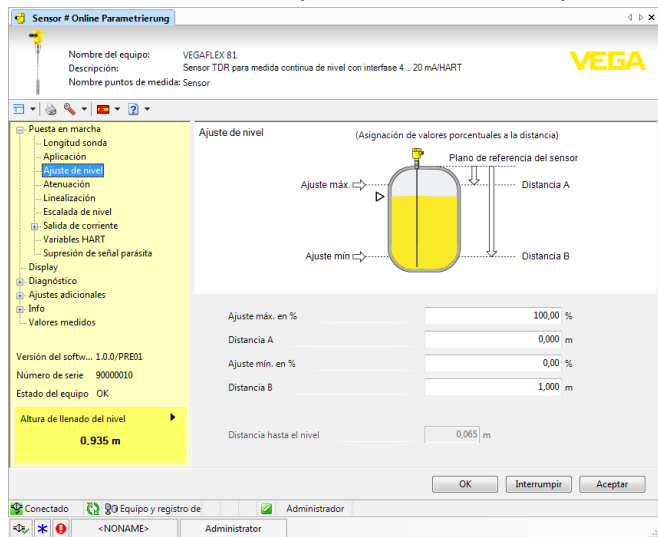 Sensor # Online Parametrierung
Nombre del equipo: VEGAFLEX 81
Descripción: Sensor TDR para medida continua de nivel con interfase 4 .. 20 mA/HART
Nombre puntos de medida: Sensor
VEGA
Puesta en marcha
Longitud sonda
Aplicación
Ajuste de nivel
Atenuación
Linealización
Escalada de nivel
Salida de corriente
Variables HART
Supresión de señal parásita
Display
Diagnóstico
Ajustes adicionales
Info
Valores medidos
Versión del softw... 1.0.0/PRE01
Número de serie 90000010
Estado del equipo OK
Altura de llenado del nivel
0,935 m
Ajuste de nivel
(Asignación de valores porcentuales a la distancia)
Plano de referencia del sensor
Ajuste máx.
Distancia A
Ajuste mín
Distancia B
Ajuste máx. en % 100,00 %
Distancia A 0,000 m
Ajuste mín. en % 0,00 %
Distancia B 1,000 m
Distancia hasta el nivel 0,065 m
OK Interrumpir Aceptar
Conectado Equipo y registro de Administrador
<NONAME> Administrator